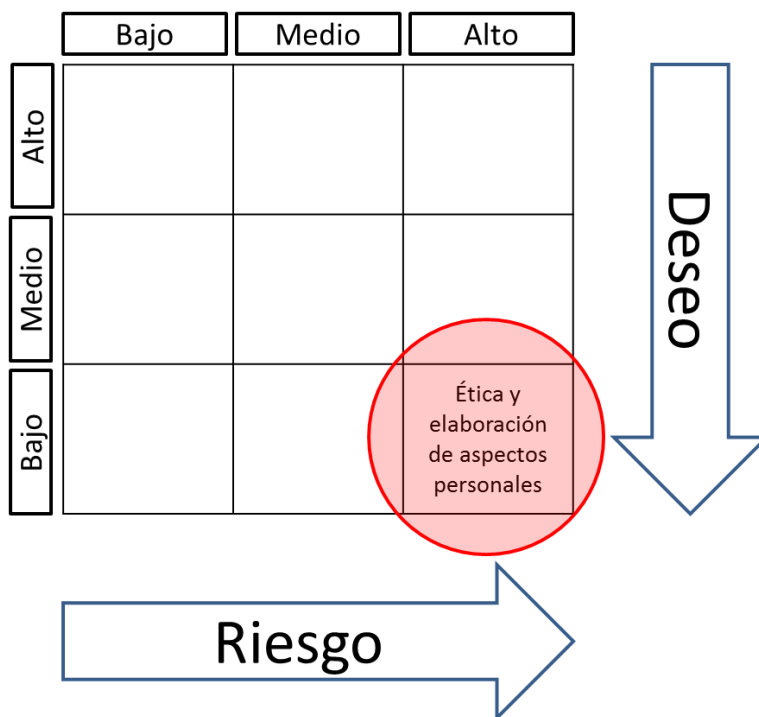 Bajo Medio Alto
Alto
Medio
Bajo
Ética y
elaboración
de aspectos
personales
Deseo
Riesgo